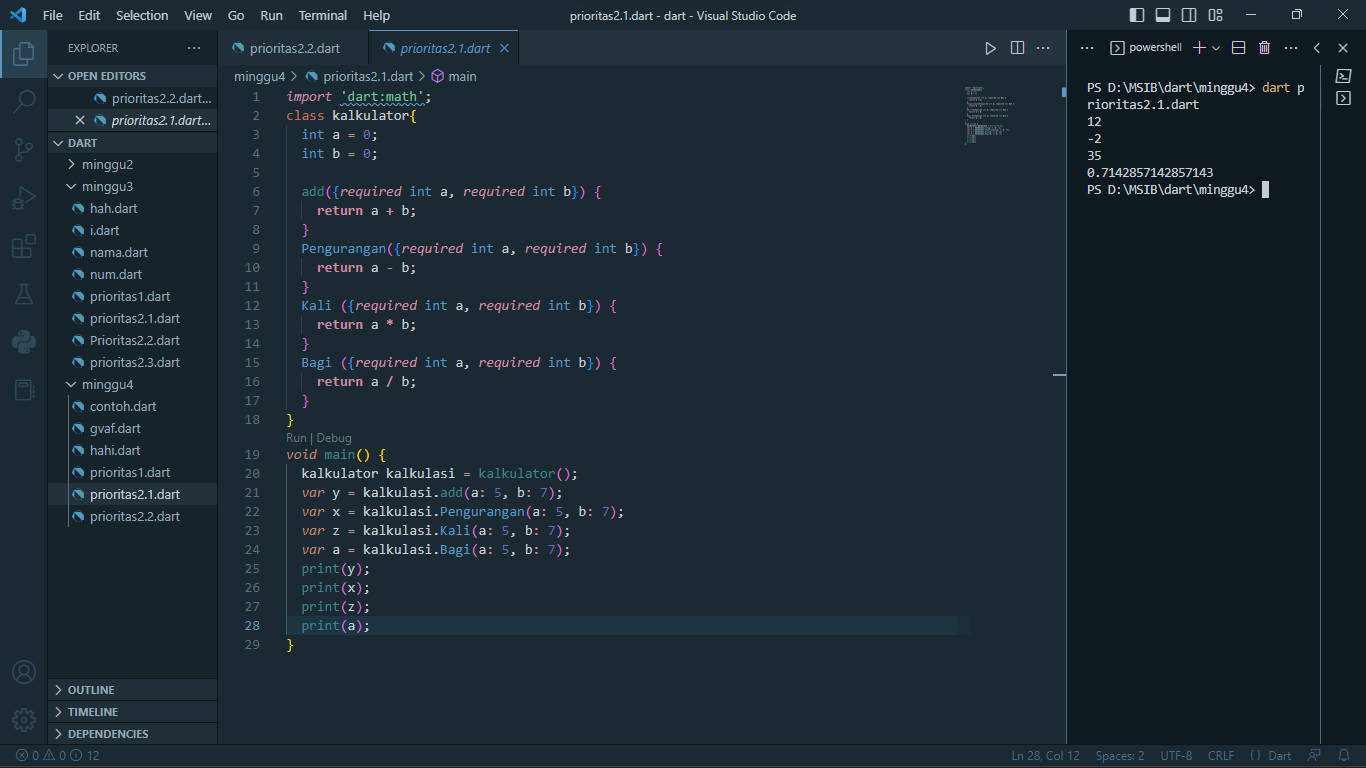 File Edit Selection View Go Run Terminal Help
prioritas2.1.dart - dart - Visual Studio Code
EXPLORER
OPEN EDITORS
prioritas2.2.dart...
prioritas2.1.dart...
DART
minggu2
minggu3
hah.dart
i.dart
nama.dart
num.dart
prioritas1.dart
prioritas2.1.dart
Prioritas2.2.dart
prioritas2.3.dart
minggu4
contoh.dart
gvaf.dart
hahi.dart
prioritas1.dart
prioritas2.1.dart
prioritas2.2.dart
OUTLINE
TIMELINE
DEPENDENCIES
prioritas2.2.dart
prioritas2.1.dart
minggu4 > prioritas2.1.dart > main
1 import 'dart:math';
2 class kalkulator{
3 int a = 0;
4 int b = 0;
5
6 add({required int a, required int b}) {
7 return a + b;
8 }
9 Pengurangan({required int a, required int b}) {
10 return a - b;
11 }
12 Kali ({required int a, required int b}) {
13 return a * b;
14 }
15 Bagi ({required int a, required int b}) {
16 return a / b;
17 }
18 }
Run | Debug
19 void main() {
20 kalkulator kalkulasi = kalkulator();
21 var y = kalkulasi.add(a: 5, b: 7);
22 var x = kalkulasi.Pengurangan(a: 5, b: 7);
23 var z = kalkulasi.Kali(a: 5, b: 7);
24 var a = kalkulasi.Bagi(a: 5, b: 7);
25 print(y);
26 print(x);
27 print(z);
28 print(a);
29 }
powershell
PS D:\MSIB\dart\minggu4> dart p
rioritas2.1.dart
12
-2
35
0.7142857142857143
PS D:\MSIB\dart\minggu4>
0 0 12
Ln 28, Col 12 Spaces: 2 UTF-8 CRLF { } Dart